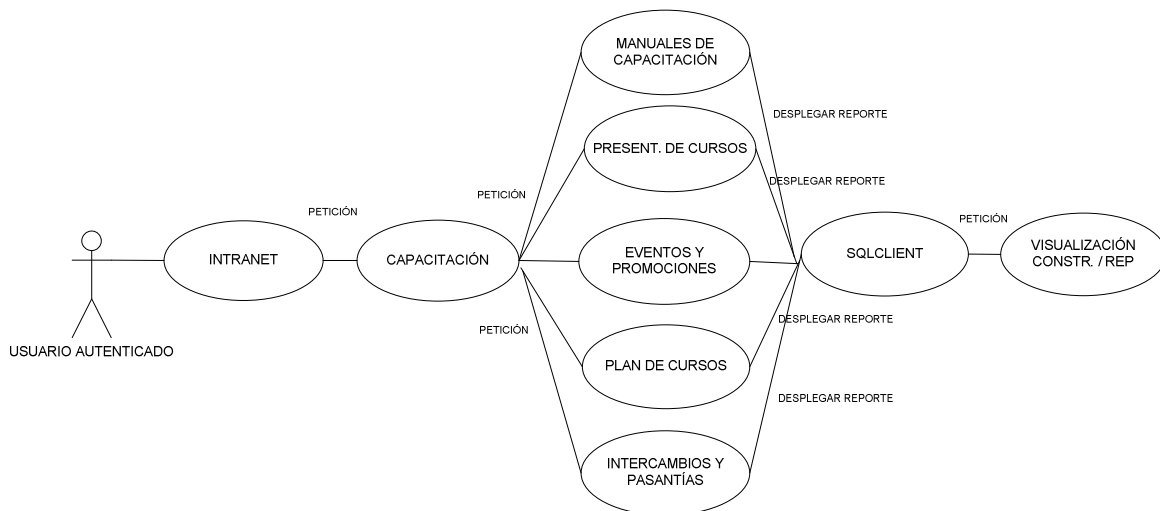 MANUALES DE
CAPACITACIÓN
DESPLEGAR REPORTE
PRESENT. DE CURSOS
DESPLEGAR REPORTE
PETICIÓN
PETICIÓN
PETICIÓN
INTRANET
CAPACITACIÓN
EVENTOS Y
PROMOCIONES
SQLCLIENT
VISUALIZACIÓN
CONSTR. / REP
PETICIÓN
DESPLEGAR REPORTE
USUARIO AUTENTICADO
PLAN DE CURSOS
DESPLEGAR REPORTE
INTERCAMBIOS Y
PASANTÍAS